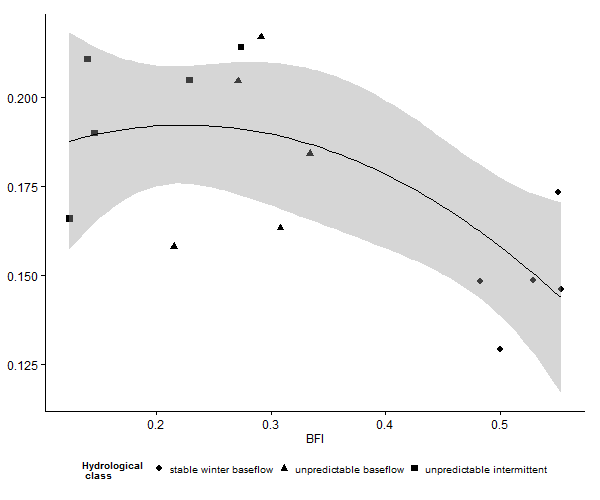 0.200
0.175
0.150
0.125
0.2 0.3 0.4 0.5
BFI
Hydrological
class
stable winter baseflow unpredictable baseflow unpredictable intermittent